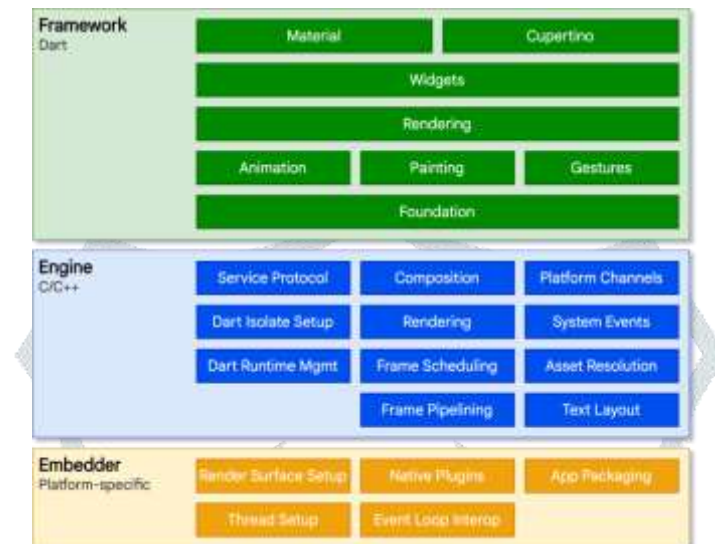 Framework
Dart
Material Cupertino
Widgets
Rendering
Animation Painting Gestures
Foundation
Engine
C/C++
Service Protocol Composition Platform Channels
Dart Isolate Setup Rendering System Events
Dart Runtime Mgmt Frame Scheduling Asset Resolution
Frame Pipelining Text Layout
Embedder
Platform-specific
Render Surface Setup Native Plugins App Packaging
Thread Setup Event Loop Interop